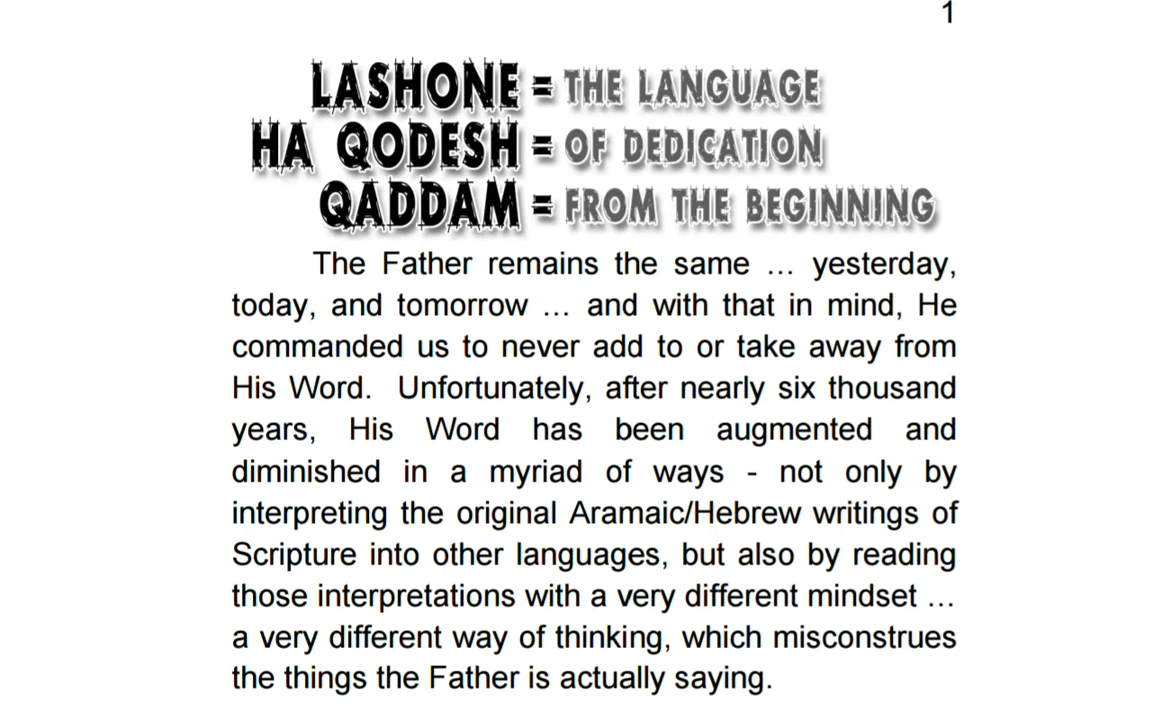 1
LASHONE = THE LANGUAGE
HA QODESH = OF DEDICATION
QADDAM = FROM THE BEGINNING
The Father remains the same … yesterday,
today, and tomorrow … and with that in mind, He
commanded us to never add to or take away from
His Word. Unfortunately, after nearly six thousand
years, His Word has been augmented and
diminished in a myriad of ways - not only by
interpreting the original Aramaic/Hebrew writings of
Scripture into other languages, but also by reading
those interpretations with a very different mindset …
a very different way of thinking, which misconstrues
the things the Father is actually saying.